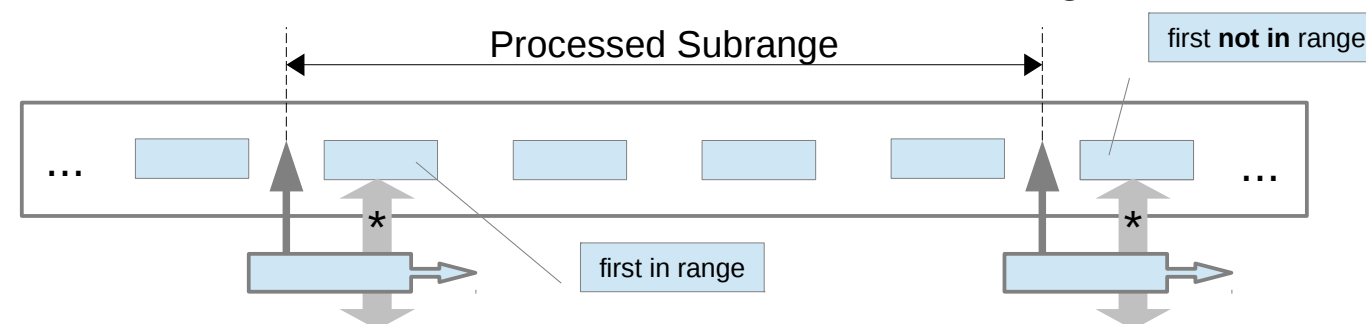 Processed Subrange
first not in range
...
...
*
*
first in range